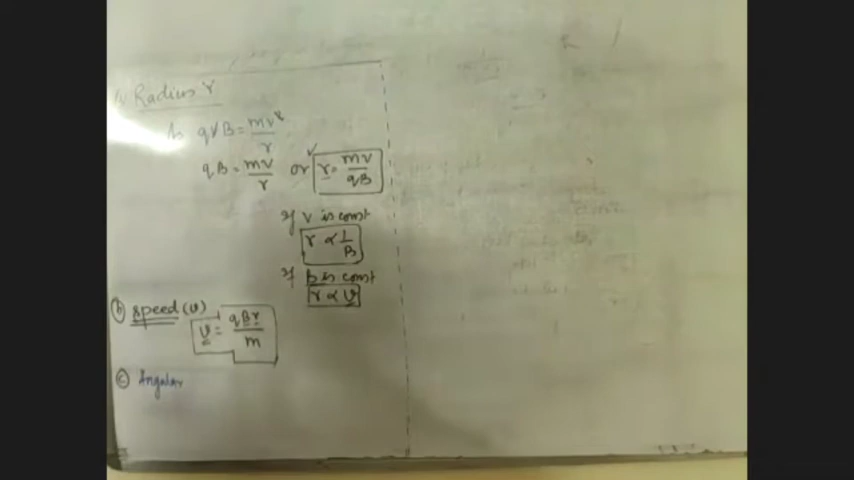 Radius r
As qvB = mv²/r
qB = mv/r or r = mv/qB
If v is const
r ∝ 1/B
If B is const
r ∝ v
(b) speed (v)
v = qBr/m
(c) Angular